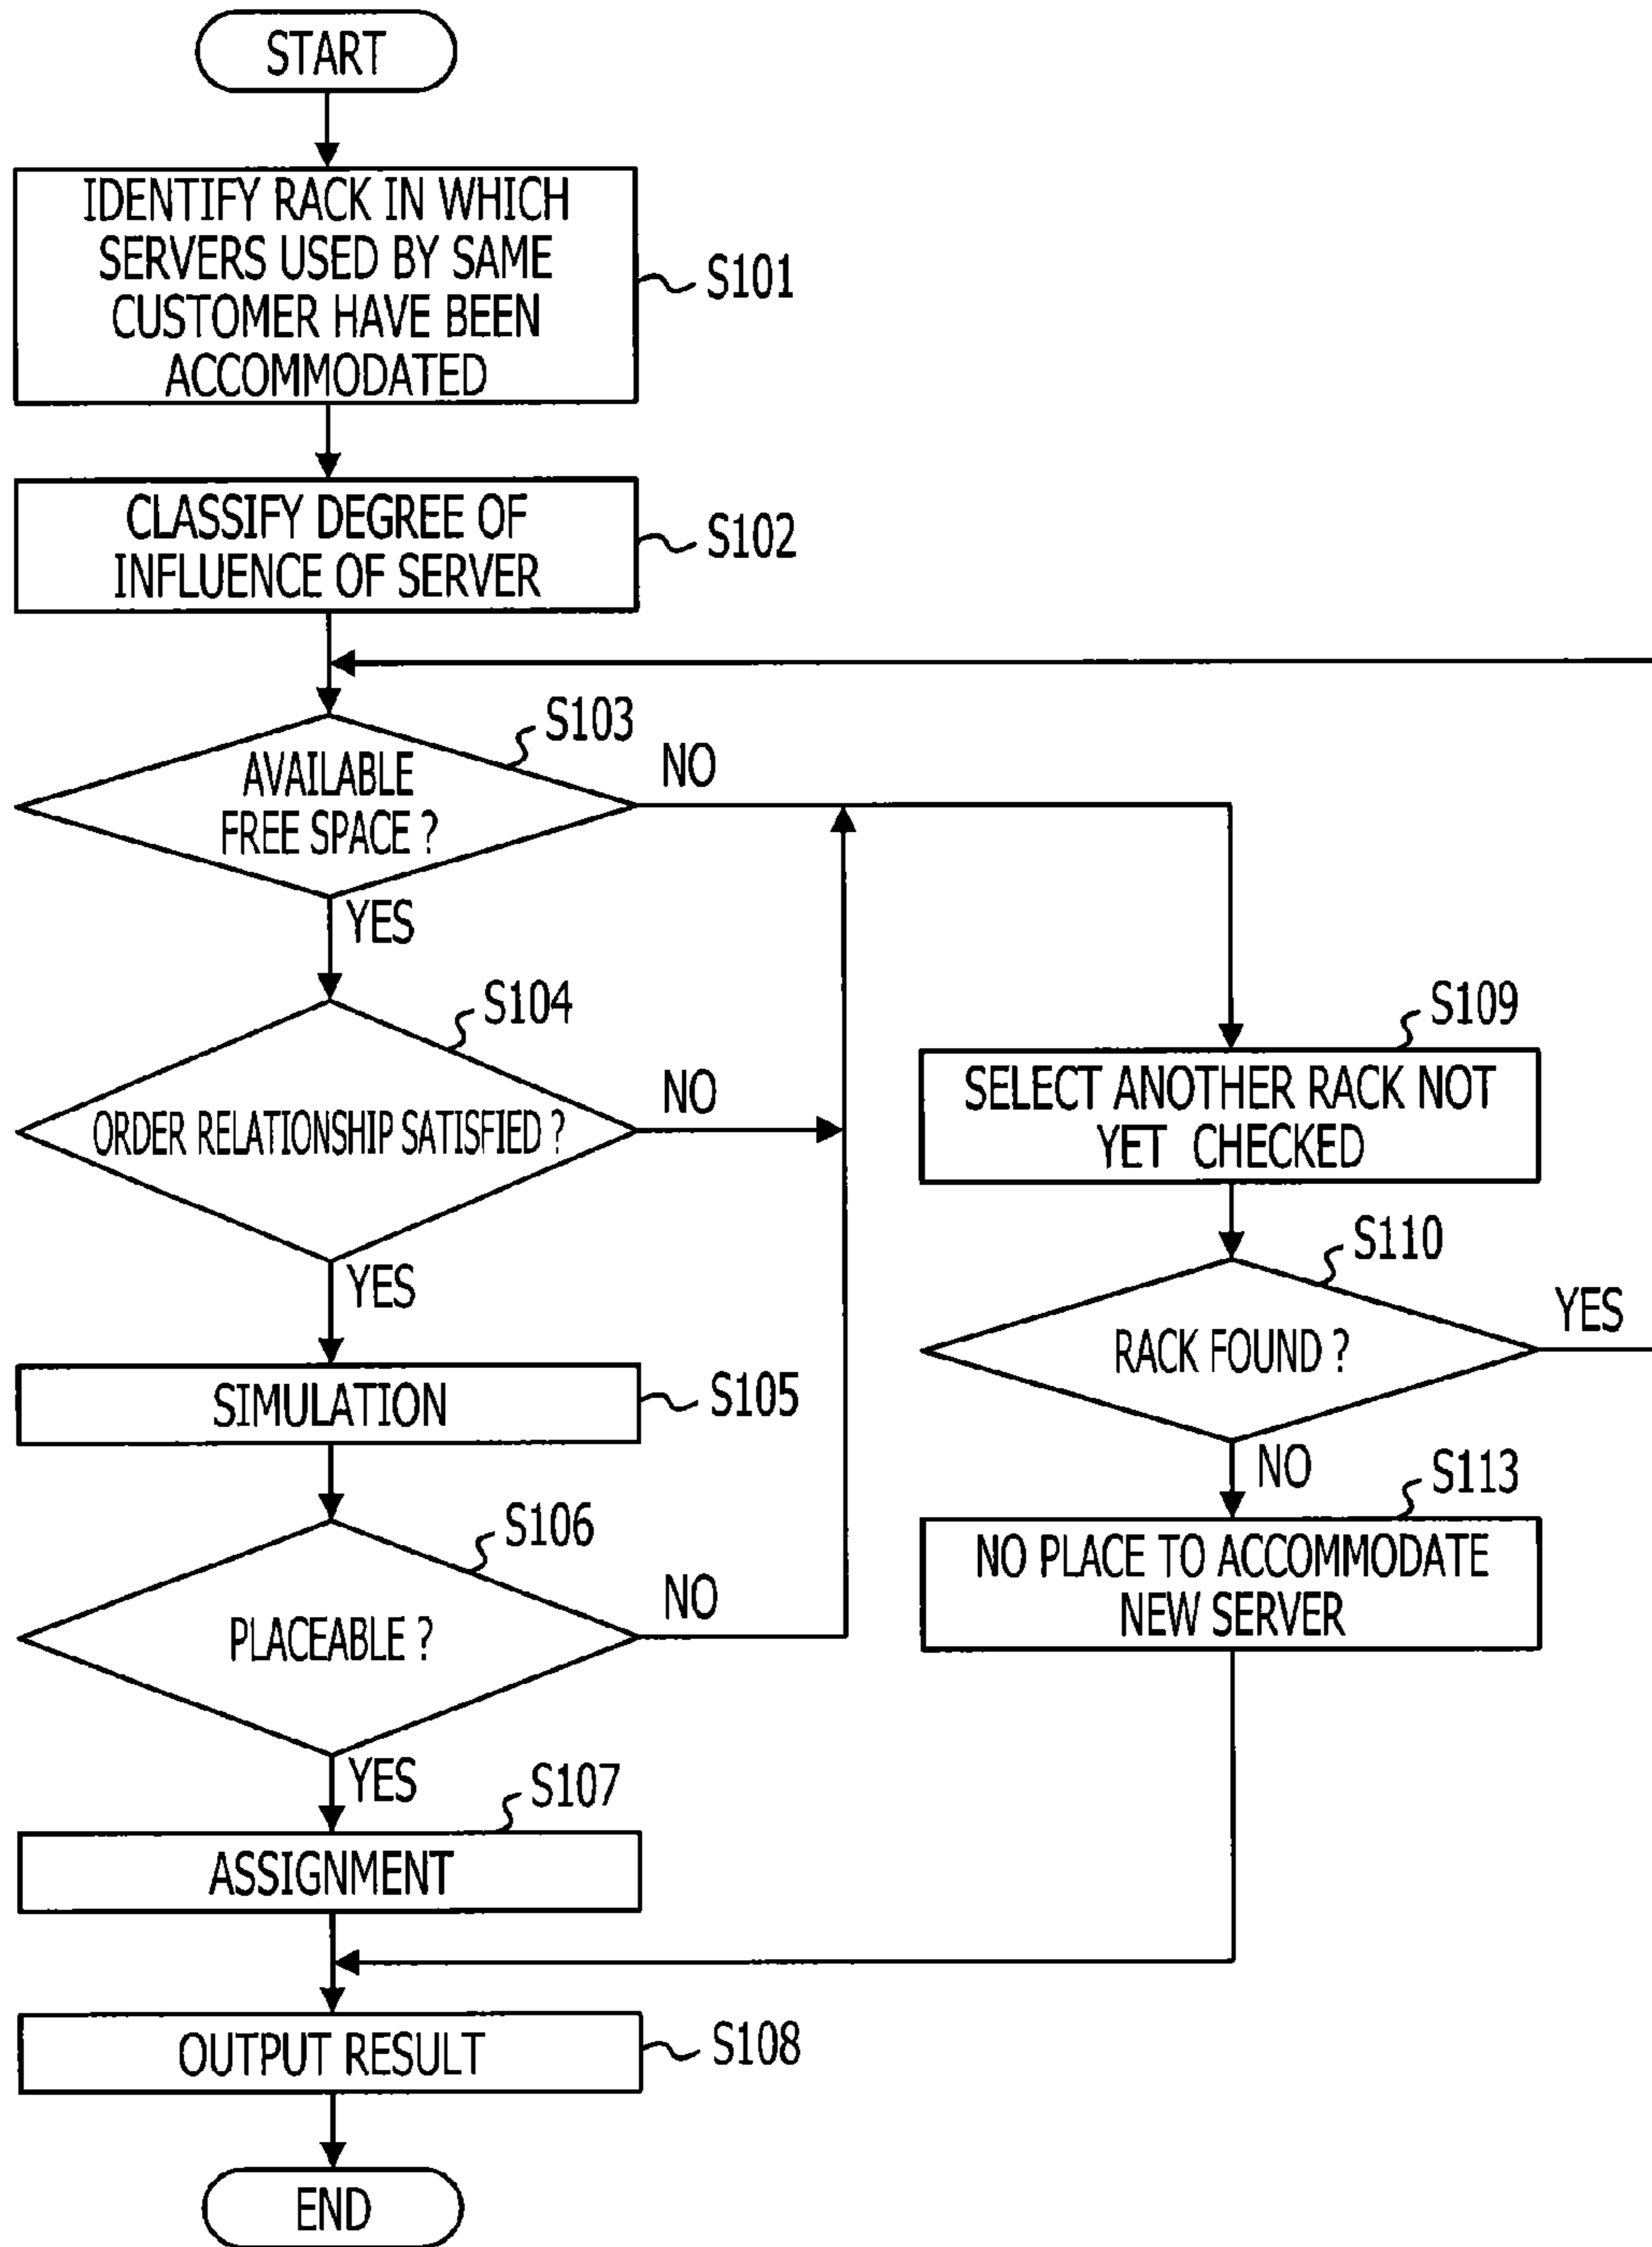 START
IDENTIFY RACK IN WHICH
SERVERS USED BY SAME
CUSTOMER HAVE BEEN
ACCOMMODATED
S101
CLASSIFY DEGREE OF
INFLUENCE OF SERVER
S102
S103
AVAILABLE
FREE SPACE ?
NO
YES
S104
ORDER RELATIONSHIP SATISFIED ?
NO
YES
SIMULATION
S105
S106
PLACEABLE ?
NO
YES
S107
ASSIGNMENT
S109
SELECT ANOTHER RACK NOT
YET CHECKED
S110
RACK FOUND ?
YES
NO
S113
NO PLACE TO ACCOMMODATE
NEW SERVER
OUTPUT RESULT
S108
END